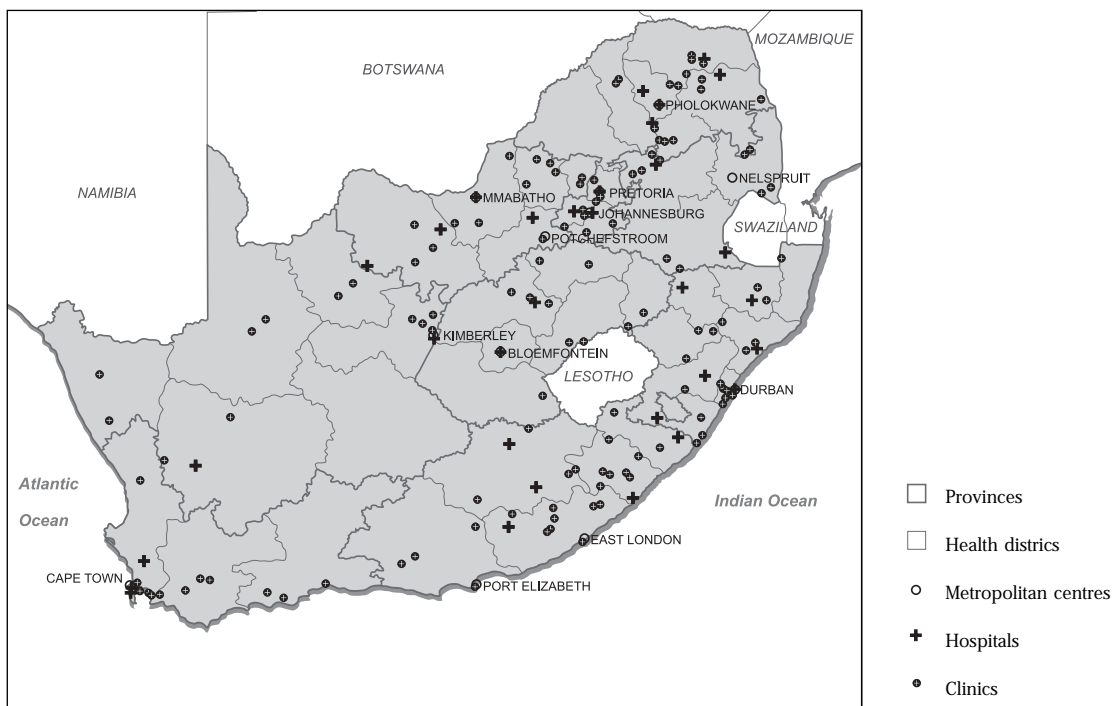 MOZAMBIQUE
BOTSWANA
PHOLOKWANE
NAMIBIA
NELSPRUIT
MMABATHO
PRETORIA
JOHANNESBURG
SWAZILAND
POTCHEFSTROOM
KIMBERLEY
BLOEMFONTEIN
LESOTHO
DURBAN
Atlantic
Ocean
Indian Ocean
EAST LONDON
CAPE TOWN
PORT ELIZABETH
Provinces
Health districs
Metropolitan centres
Hospitals
Clinics